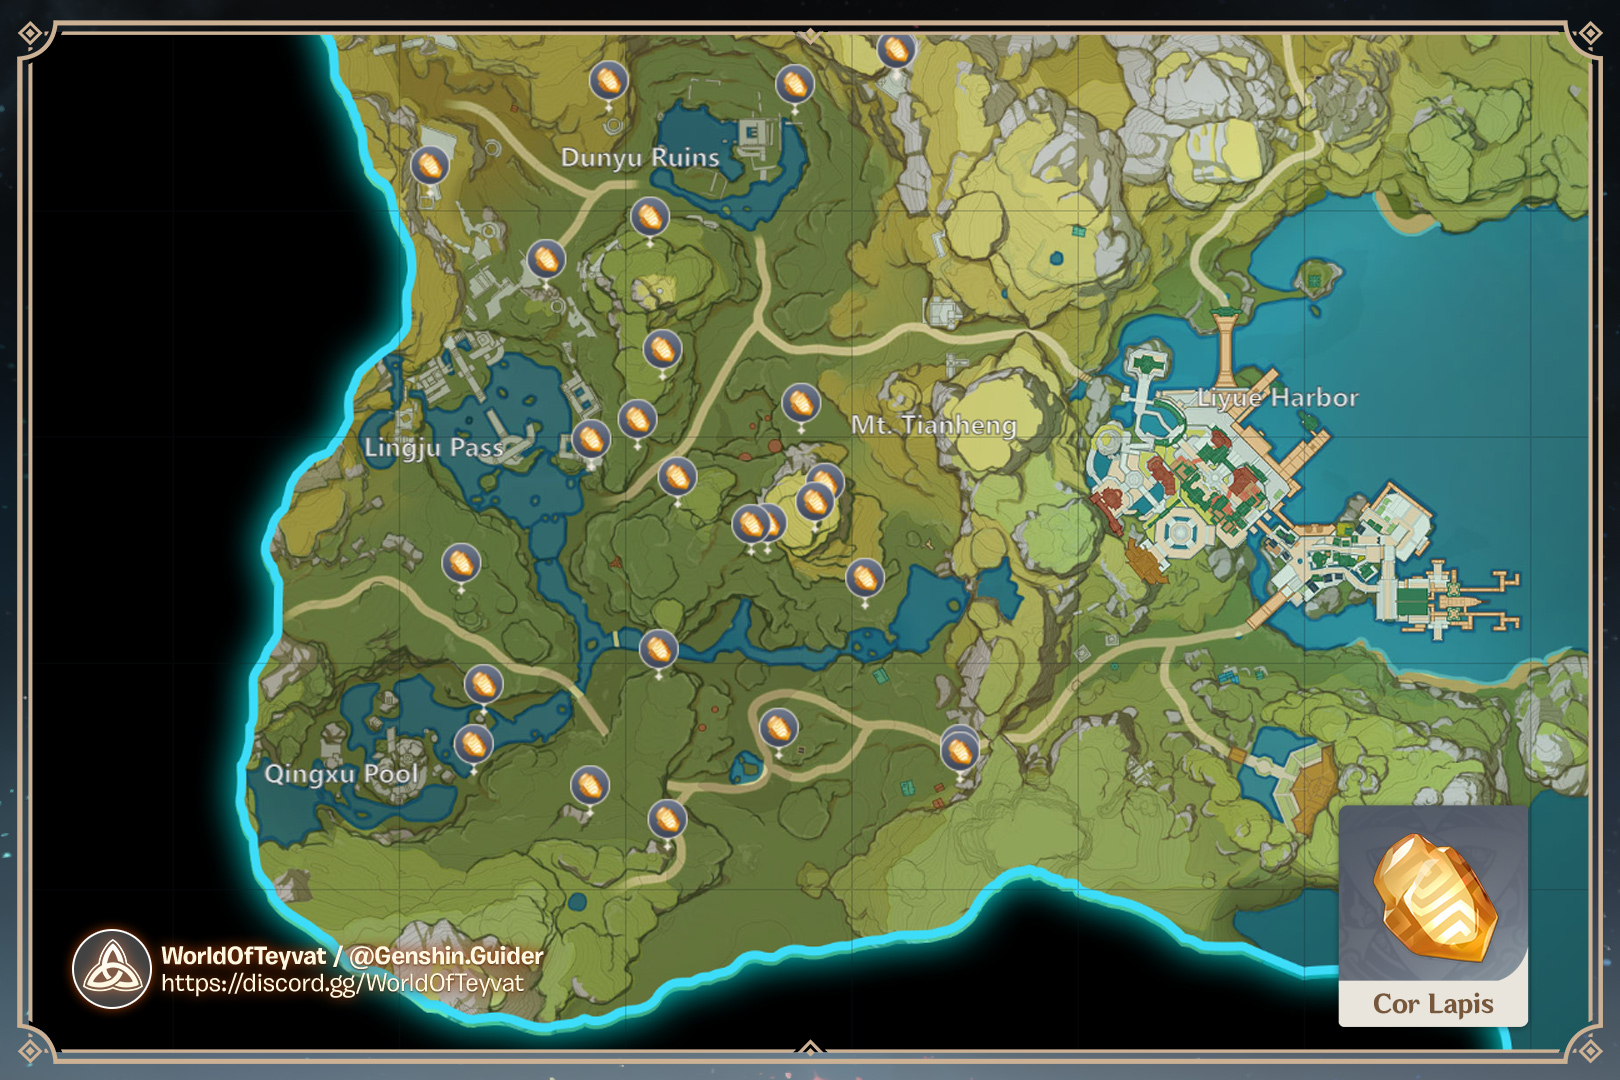 Dunyu Ruins
Liyue Harbor
Mt. Tianheng
Lingju Pass
Qingxu Pool
WorldOfTeyvat / @Genshin.Guider
https://discord.gg/WorldOfTeyvat
Cor Lapis